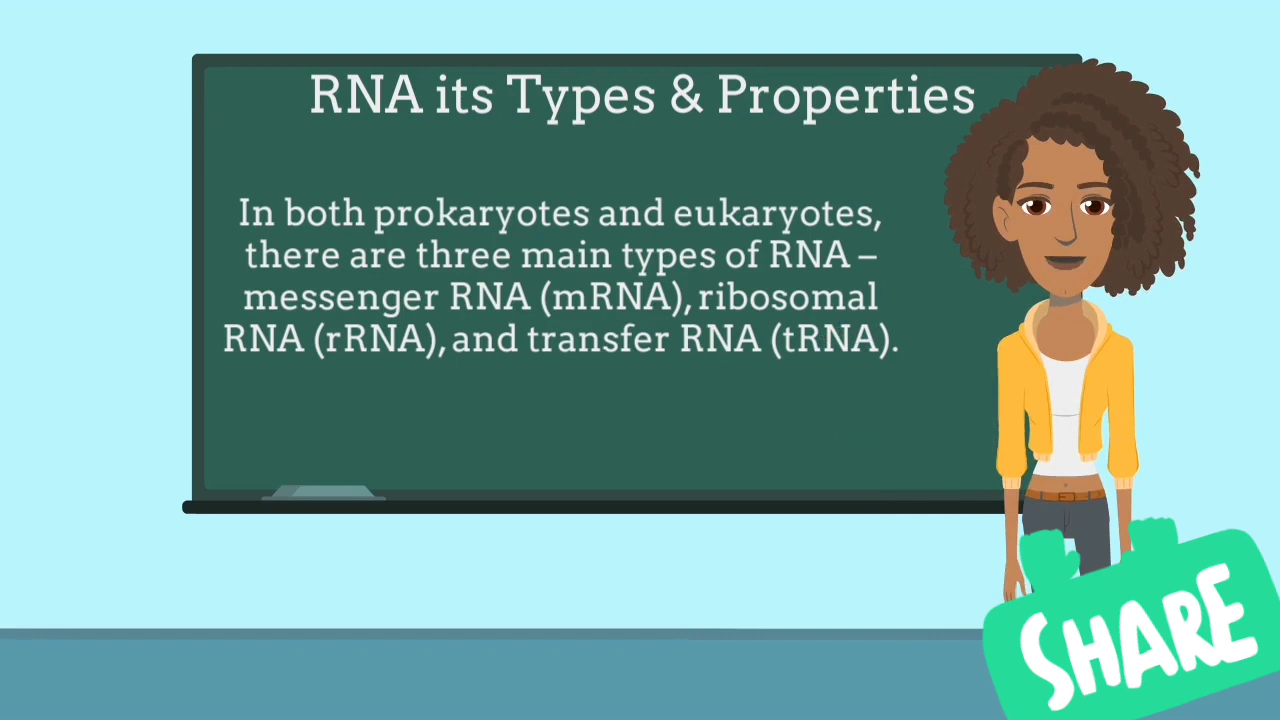 RNA its Types & Properties
In both prokaryotes and eukaryotes,
there are three main types of RNA –
messenger RNA (mRNA), ribosomal
RNA (rRNA), and transfer RNA (tRNA).
SHARE